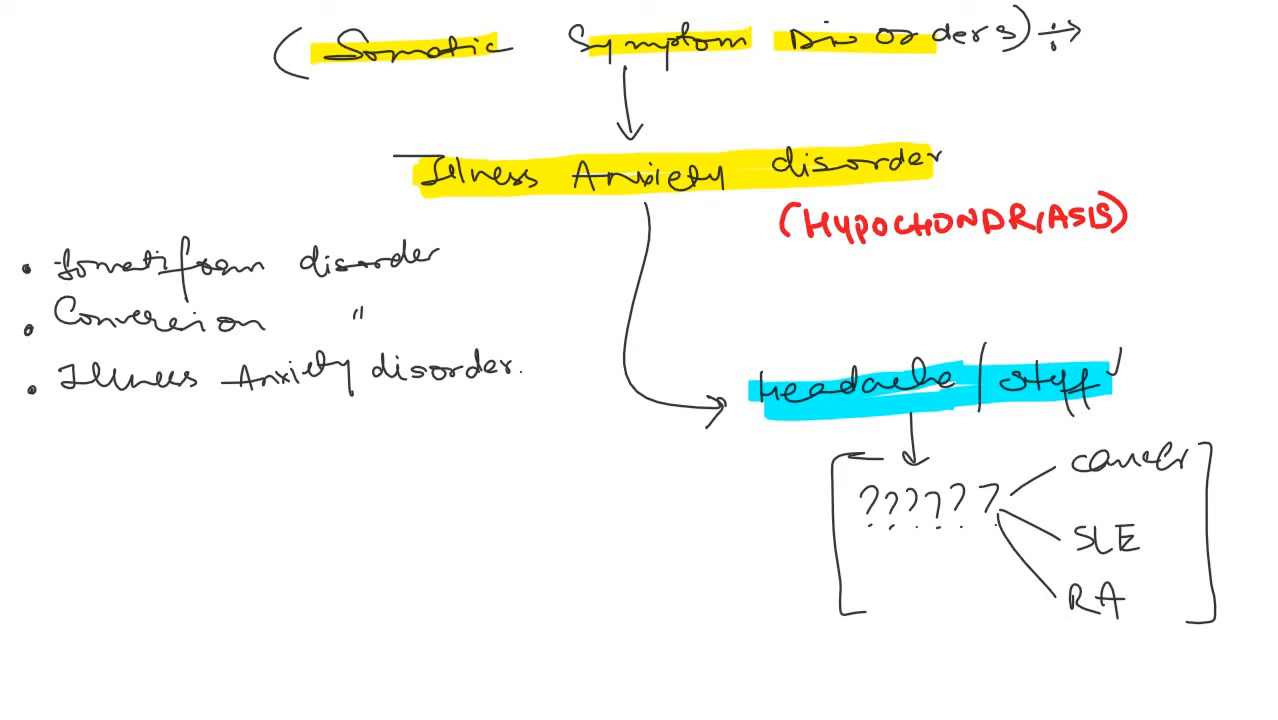 (Somatic Symptom Disorders) ÷→
Illness Anxiety disorder
(HYPOCHONDRIASIS)
• Somatiform disorder
• Conversion "
• Illness Anxiety disorder.
Headache / stuff
?????? cancer
SLE
RA